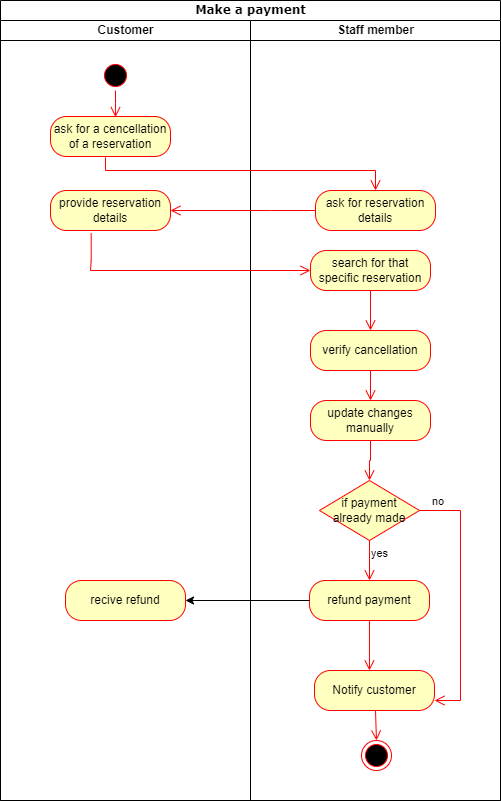 Make a payment
Customer
Staff member
ask for a cencellation
of a reservation
ask for reservation
details
provide reservation
details
search for that
specific reservation
verify cancellation
update changes
manually
if payment
already made
no
yes
refund payment
recive refund
Notify customer